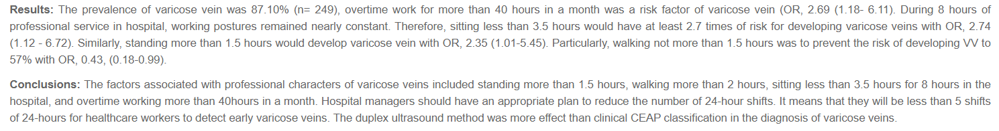 Results: The prevalence of varicose vein was 87.10% (n= 249), overtime work for more than 40 hours in a month was a risk factor of varicose vein (OR, 2.69 (1.18- 6.11). During 8 hours of
professional service in hospital, working postures remained nearly constant. Therefore, sitting less than 3.5 hours would have at least 2.7 times of risk for developing varicose veins with OR, 2.74
(1.12 - 6.72). Similarly, standing more than 1.5 hours would develop varicose vein with OR, 2.35 (1.01-5.45). Particularly, walking not more than 1.5 hours was to prevent the risk of developing VV to
57% with OR, 0.43, (0.18-0.99).
Conclusions: The factors associated with professional characters of varicose veins included standing more than 1.5 hours, walking more than 2 hours, sitting less than 3.5 hours for 8 hours in the
hospital, and overtime working more than 40hours in a month. Hospital managers should have an appropriate plan to reduce the number of 24-hour shifts. It means that they will be less than 5 shifts
of 24-hours for healthcare workers to detect early varicose veins. The duplex ultrasound method was more effect than clinical CEAP classification in the diagnosis of varicose veins.